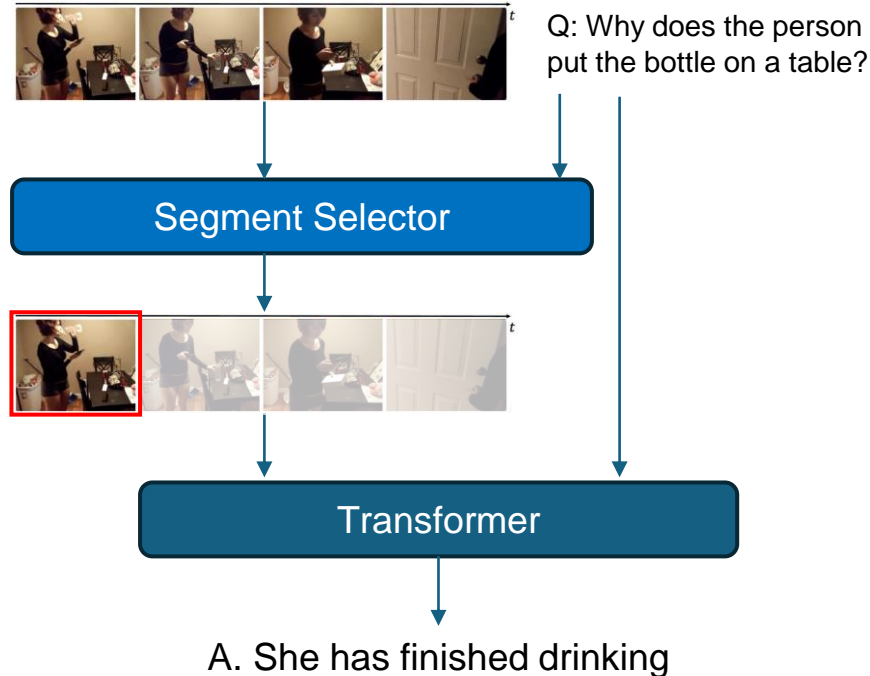 t
Q: Why does the person
put the bottle on a table?
Segment Selector
t
Transformer
A. She has finished drinking